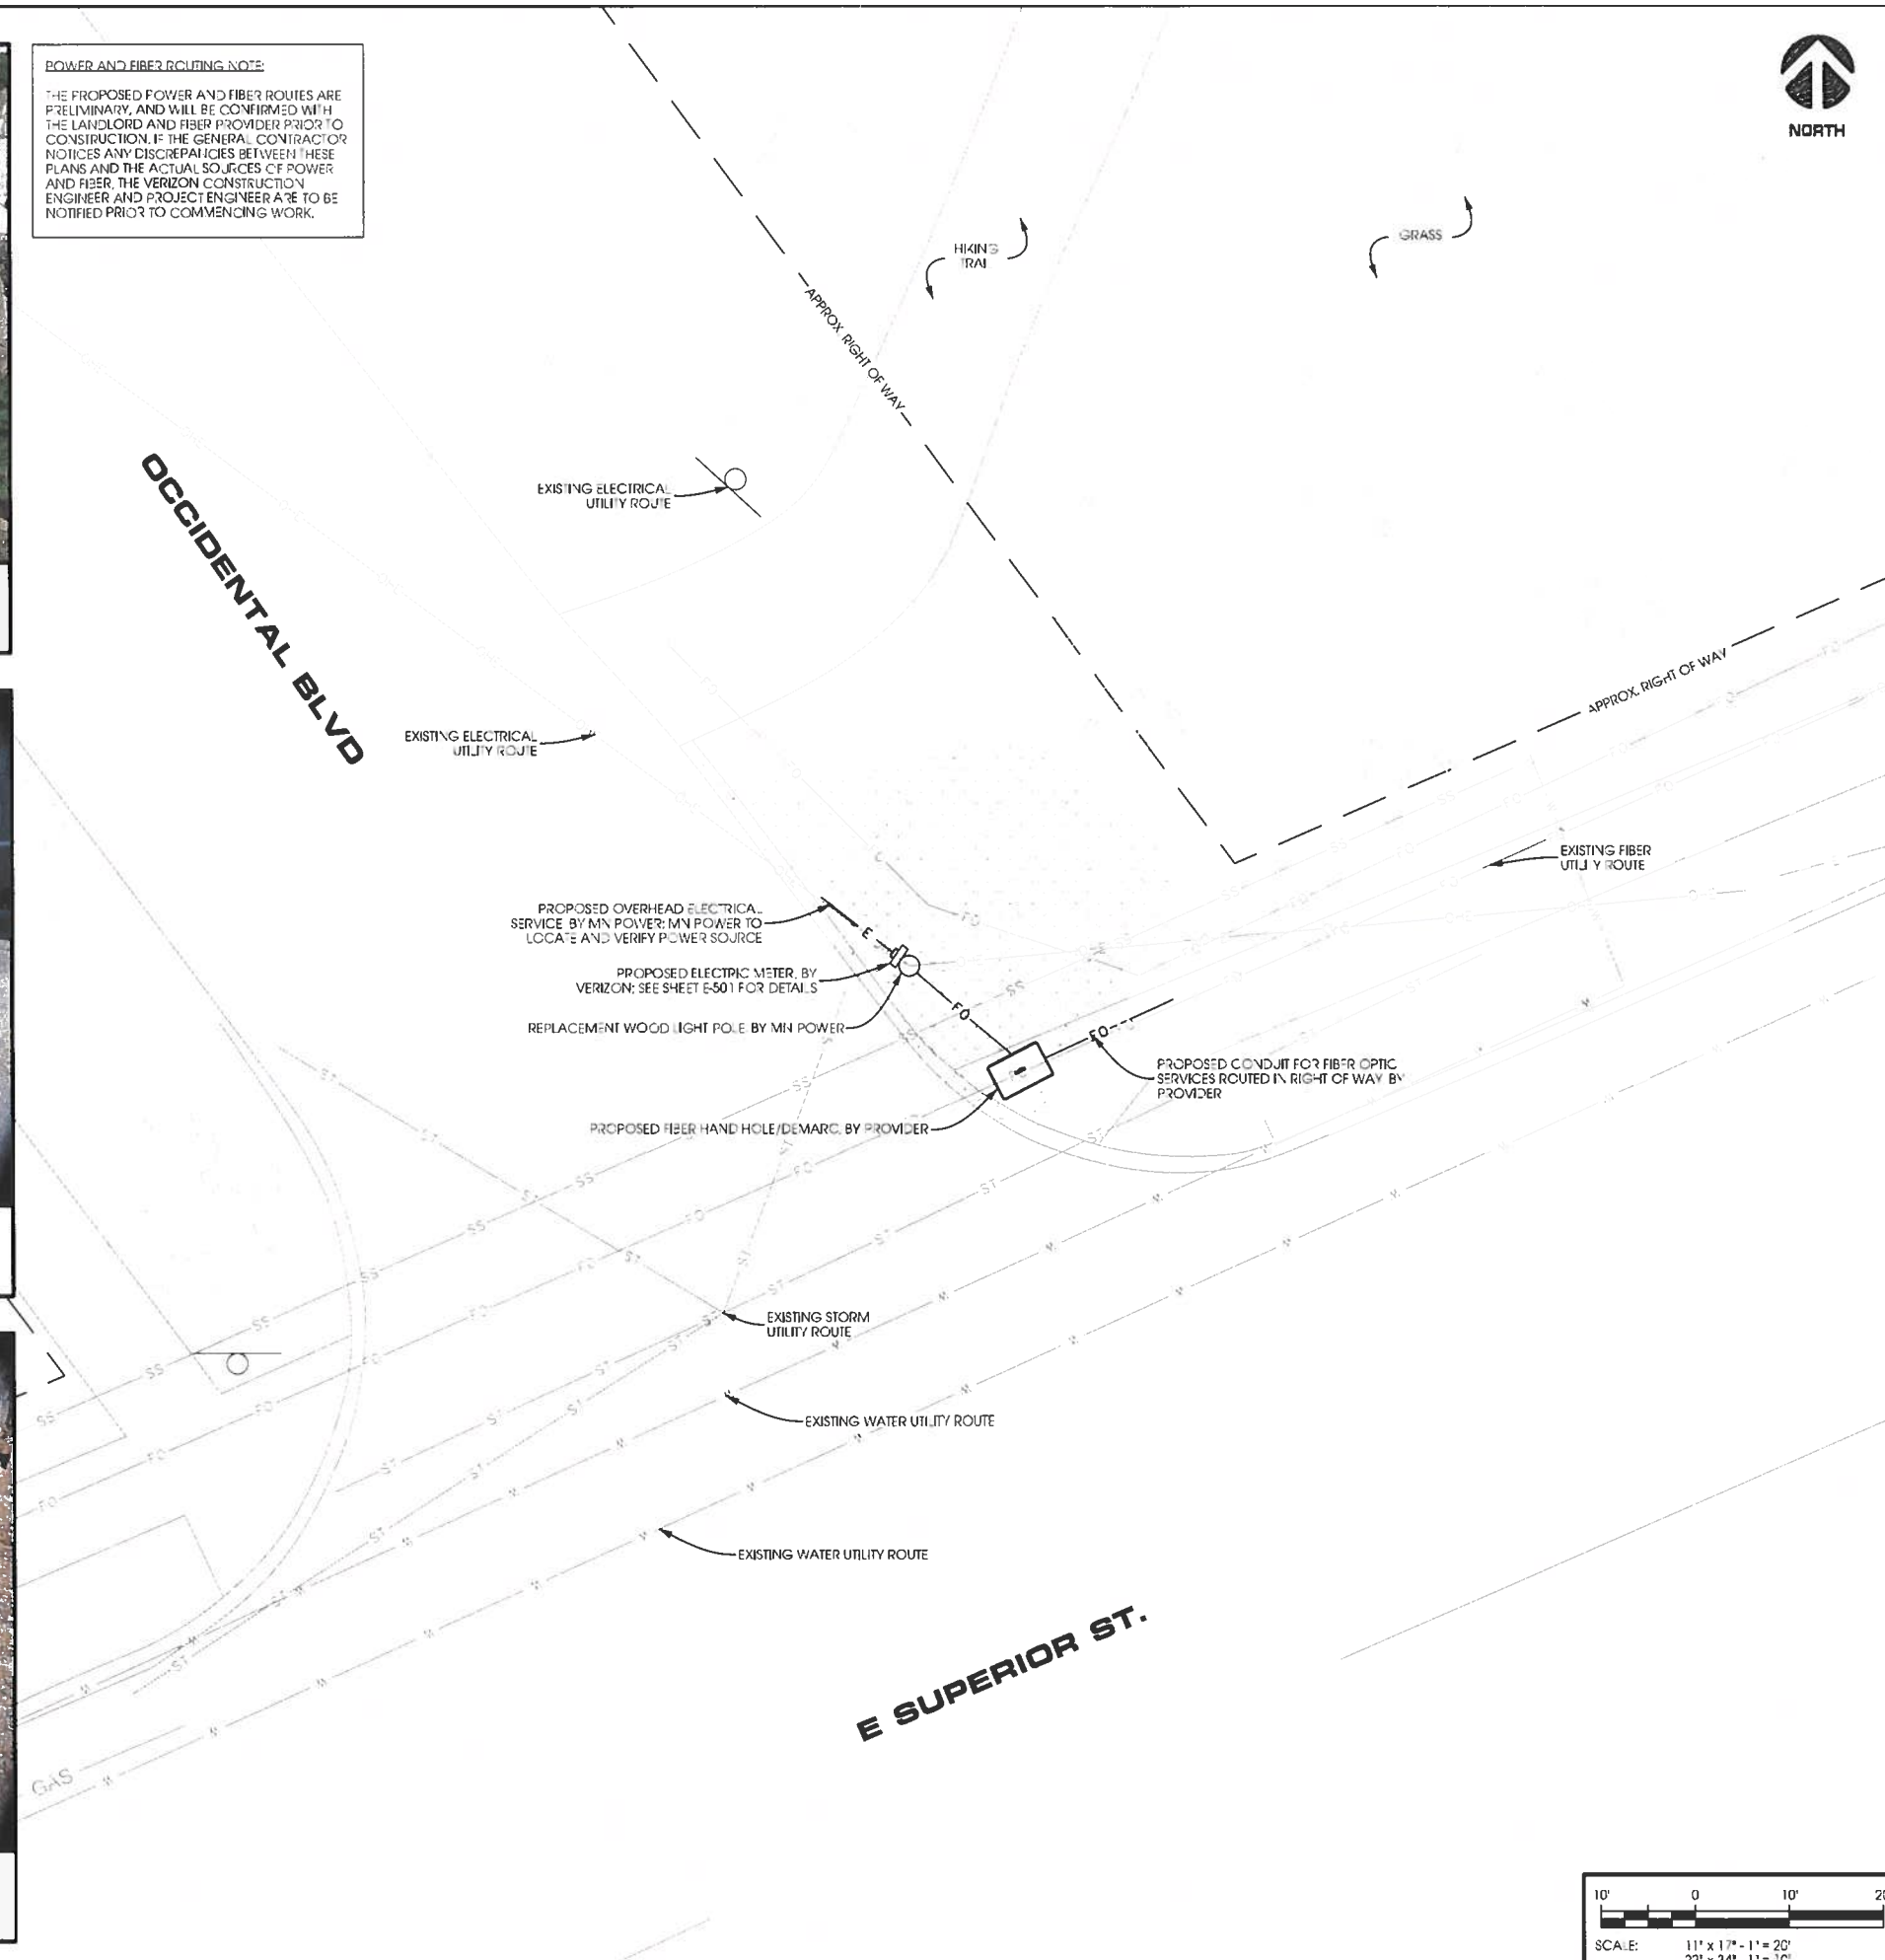 POWER AND FIBER ROUTING NOTE:
THE PROPOSED POWER AND FIBER ROUTES ARE
PRELIMINARY, AND WILL BE CONFIRMED WITH
THE LANDLORD AND FIBER PROVIDER PRIOR TO
CONSTRUCTION. IF THE GENERAL CONTRACTOR
NOTICES ANY DISCREPANCIES BETWEEN THESE
PLANS AND THE ACTUAL SOURCES OF POWER
AND FIBER, THE VERIZON CONSTRUCTION
ENGINEER AND PROJECT ENGINEER ARE TO BE
NOTIFIED PRIOR TO COMMENCING WORK.
NORTH
HIKING
TRAIL
GRASS
APPROX. RIGHT OF WAY
OCCIDENTAL BLVD
EXISTING ELECTRICAL
UTILITY ROUTE
EXISTING ELECTRICAL
UTILITY ROUTE
APPROX. RIGHT OF WAY
EXISTING FIBER
UTILITY ROUTE
PROPOSED OVERHEAD ELECTRICAL
SERVICE BY MN POWER; MN POWER TO
LOCATE AND VERIFY POWER SOURCE
E
PROPOSED ELECTRIC METER, BY
VERIZON; SEE SHEET E-501 FOR DETAILS
REPLACEMENT WOOD LIGHT POLE BY MN POWER
FO
FO
PROPOSED CONDUIT FOR FIBER OPTIC
SERVICES ROUTED IN RIGHT OF WAY BY
PROVIDER
PROPOSED FIBER HAND HOLE/DEMARC, BY PROVIDER
EXISTING STORM
UTILITY ROUTE
EXISTING WATER UTILITY ROUTE
EXISTING WATER UTILITY ROUTE
E SUPERIOR ST.
GAS
10' 0 10'
SCALE: 11" x 17" - 1" = 20'
22" x 34" - 1" = 10'